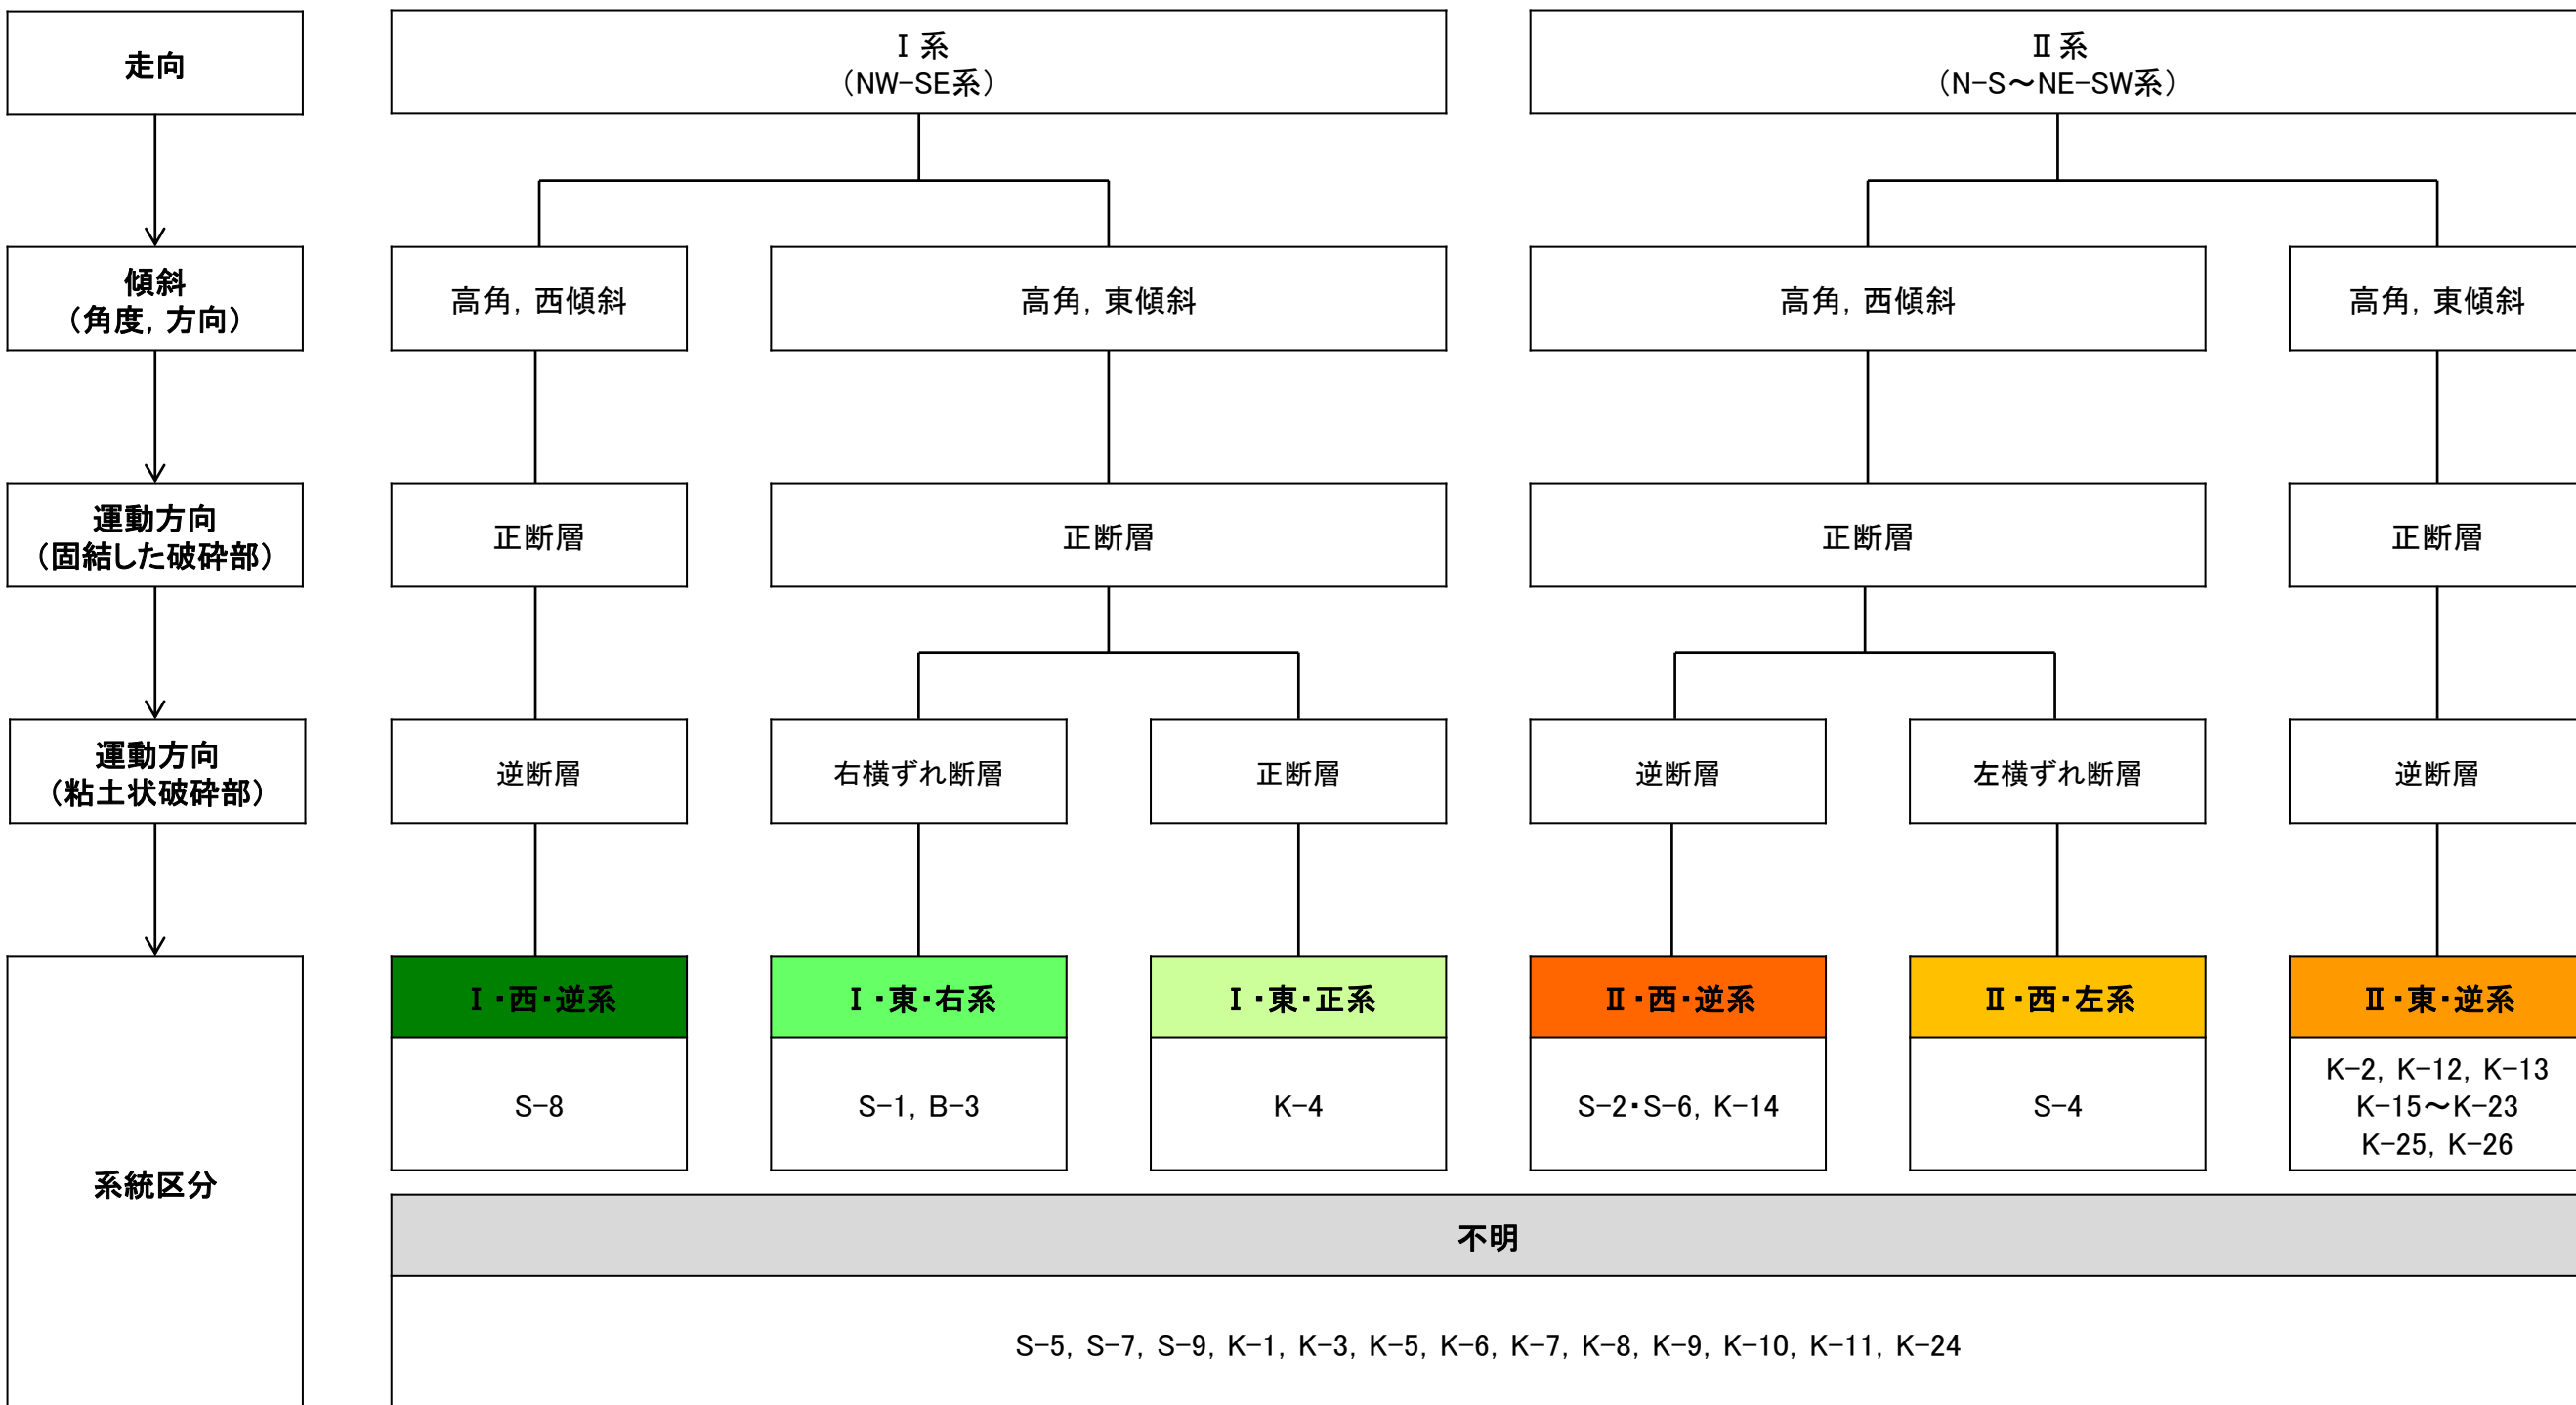 走向
Ⅰ系
（NW-SE系）
Ⅱ系
（N-S～NE-SW系）
傾斜
（角度，方向）
高角，西傾斜
高角，東傾斜
高角，西傾斜
高角，東傾斜
運動方向
（固結した破砕部）
正断層
正断層
正断層
正断層
運動方向
（粘土状破砕部）
逆断層
右横ずれ断層
正断層
逆断層
左横ずれ断層
逆断層
系統区分
Ⅰ・西・逆系
Ⅰ・東・右系
Ⅰ・東・正系
Ⅱ・西・逆系
Ⅱ・西・左系
Ⅱ・東・逆系
S-8
S-1，B-3
K-4
S-2・S-6，K-14
S-4
K-2，K-12，K-13
K-15～K-23
K-25，K-26
不明
S-5，S-7，S-9，K-1，K-3，K-5，K-6，K-7，K-8，K-9，K-10，K-11，K-24